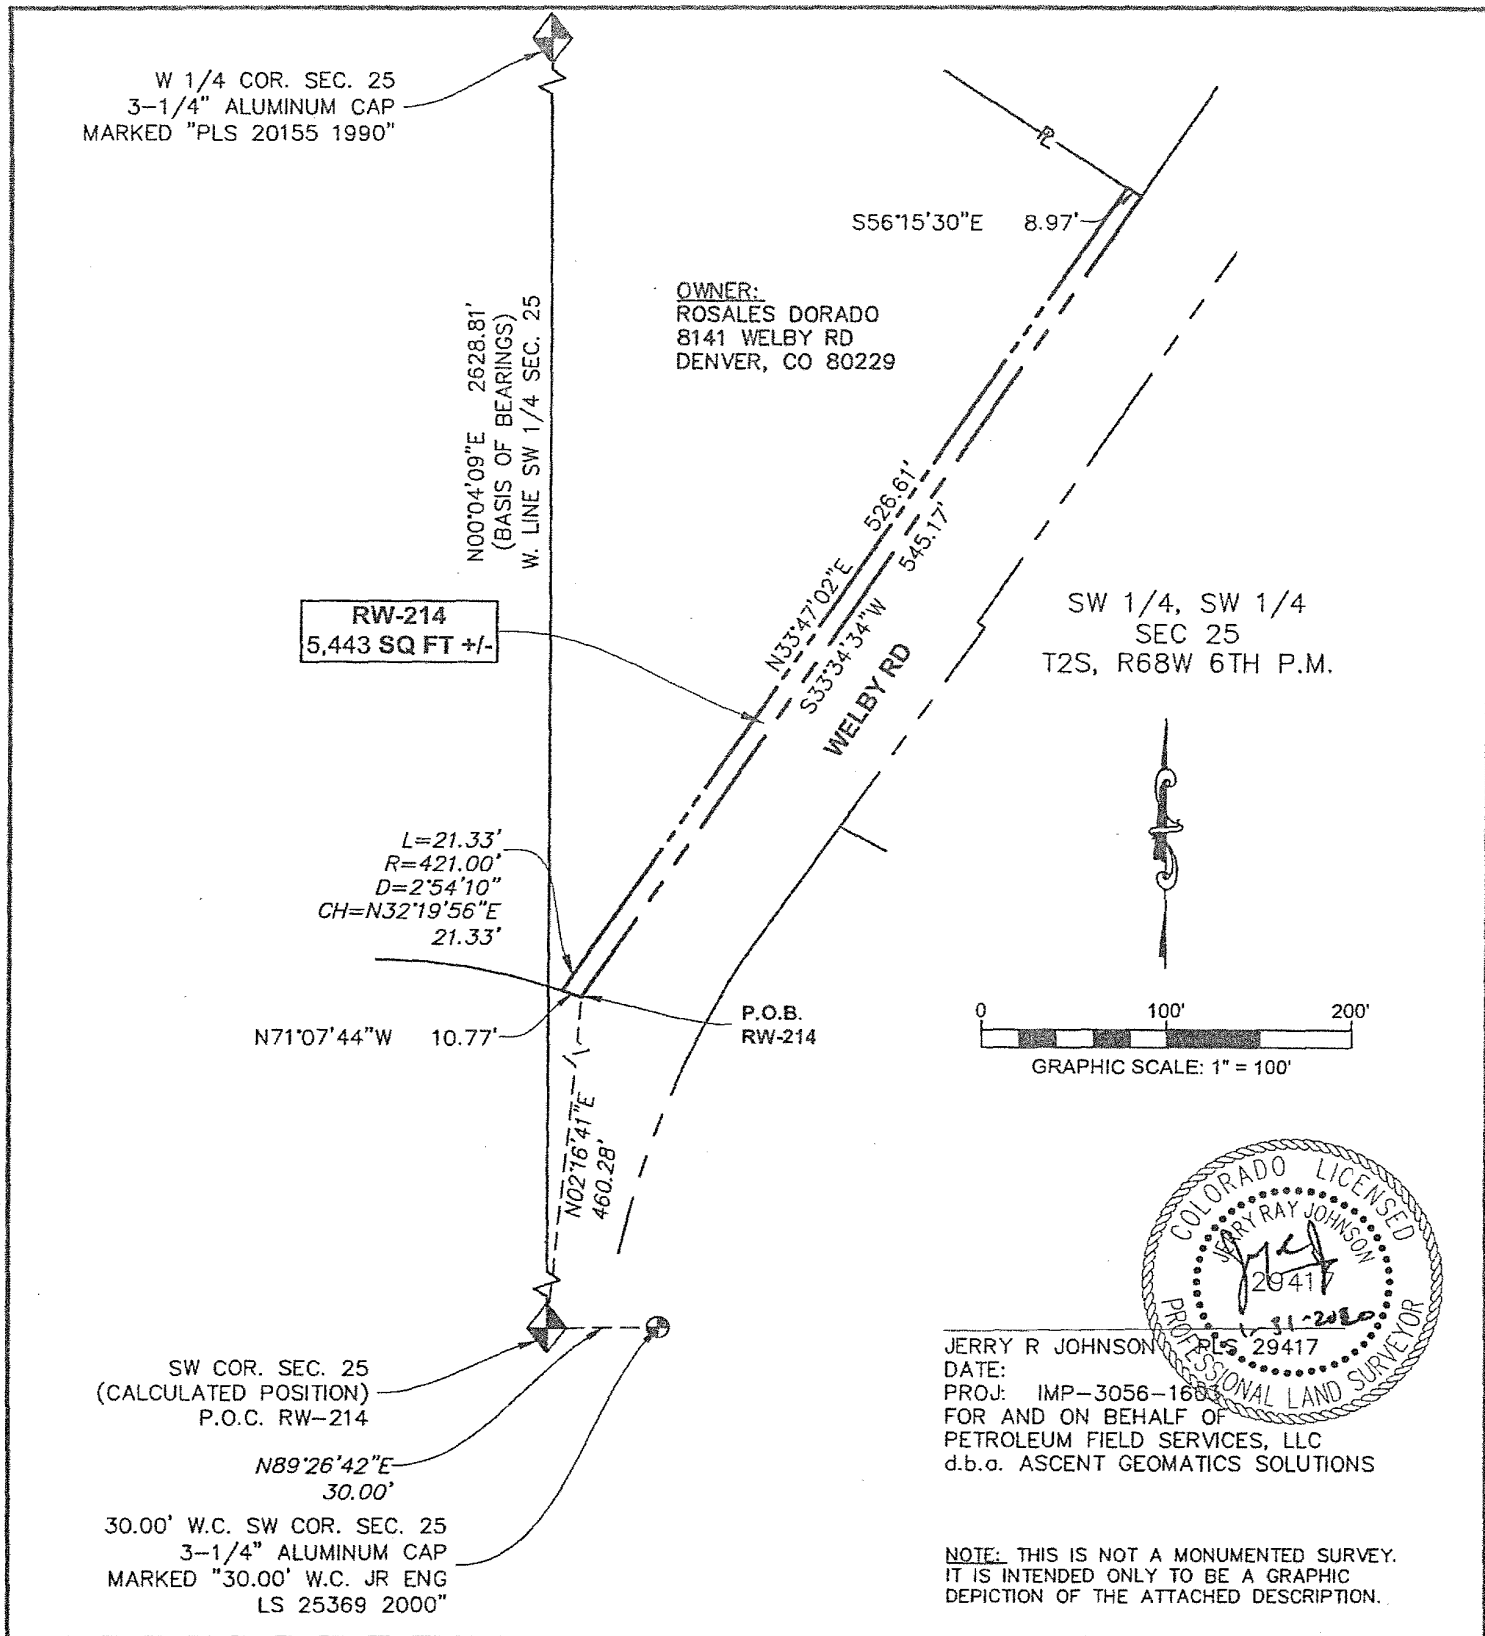 W 1/4 COR. SEC. 25
3-1/4" ALUMINUM CAP
MARKED "PLS 20155 1990"
N00°04'09"E 2628.81'
(BASIS OF BEARINGS)
W. LINE SW 1/4 SEC. 25
PL
S56°15'30"E 8.97'
OWNER:
ROSALES DORADO
8141 WELBY RD
DENVER, CO 80229
N33°47'02"E 526.61'
S33°34'34"W 545.17'
WELBY RD
RW-214
5,443 SQ FT +/-
SW 1/4, SW 1/4
SEC 25
T2S, R68W 6TH P.M.
L=21.33'
R=421.00'
D=2°54'10"
CH=N32°19'56"E
21.33'
N71°07'44"W 10.77'
P.O.B.
RW-214
0 100' 200'
GRAPHIC SCALE: 1" = 100'
N02°16'41"E
460.28'
SW COR. SEC. 25
(CALCULATED POSITION)
P.O.C. RW-214
N89°26'42"E
30.00'
30.00' W.C. SW COR. SEC. 25
3-1/4" ALUMINUM CAP
MARKED "30.00' W.C. JR ENG
LS 25369 2000"
COLORADO LICENSED
JERRY RAY JOHNSON
29417
31-2020
PROFESSIONAL LAND SURVEYOR
JERRY R JOHNSON PLS 29417
DATE:
PROJ: IMP-3056-1603
FOR AND ON BEHALF OF
PETROLEUM FIELD SERVICES, LLC
d.b.a. ASCENT GEOMATICS SOLUTIONS
NOTE: THIS IS NOT A MONUMENTED SURVEY.
IT IS INTENDED ONLY TO BE A GRAPHIC
DEPICTION OF THE ATTACHED DESCRIPTION.